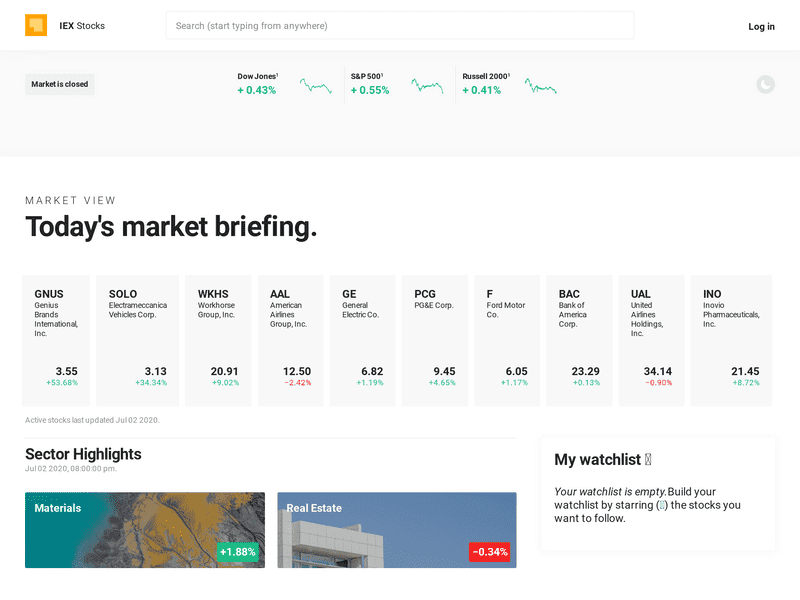 IEX Stocks
Search (start typing from anywhere)
Log in
Market is closed
Dow Jones¹
+ 0.43%
S&P 500¹
+ 0.55%
Russell 2000¹
+ 0.41%
MARKET VIEW
Today's market briefing.
GNUS
Genius
Brands
International,
Inc.
3.55
+53.68%
SOLO
Electrameccanica
Vehicles Corp.
3.13
+34.34%
WKHS
Workhorse
Group, Inc.
20.91
+9.02%
AAL
American
Airlines
Group, Inc.
12.50
−2.42%
GE
General
Electric Co.
6.82
+1.19%
PCG
PG&E Corp.
9.45
+4.65%
F
Ford Motor
Co.
6.05
+1.17%
BAC
Bank of
America
Corp.
23.29
+0.13%
UAL
United
Airlines
Holdings,
Inc.
34.14
−0.90%
INO
Inovio
Pharmaceuticals,
Inc.
21.45
+8.72%
Active stocks last updated Jul 02 2020.
Sector Highlights
Jul 02 2020, 08:00:00 pm.
Materials
+1.88%
Real Estate
−0.34%
My watchlist
Your watchlist is empty.Build your
watchlist by starring () the stocks you
want to follow.